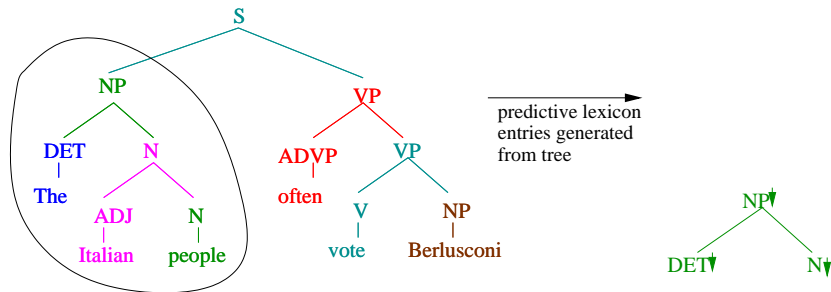 S
NP VP
DET N ADVP VP
The often
ADJ N V NP
Italian people vote Berlusconi
predictive lexicon
entries generated
from tree
NP
DET N